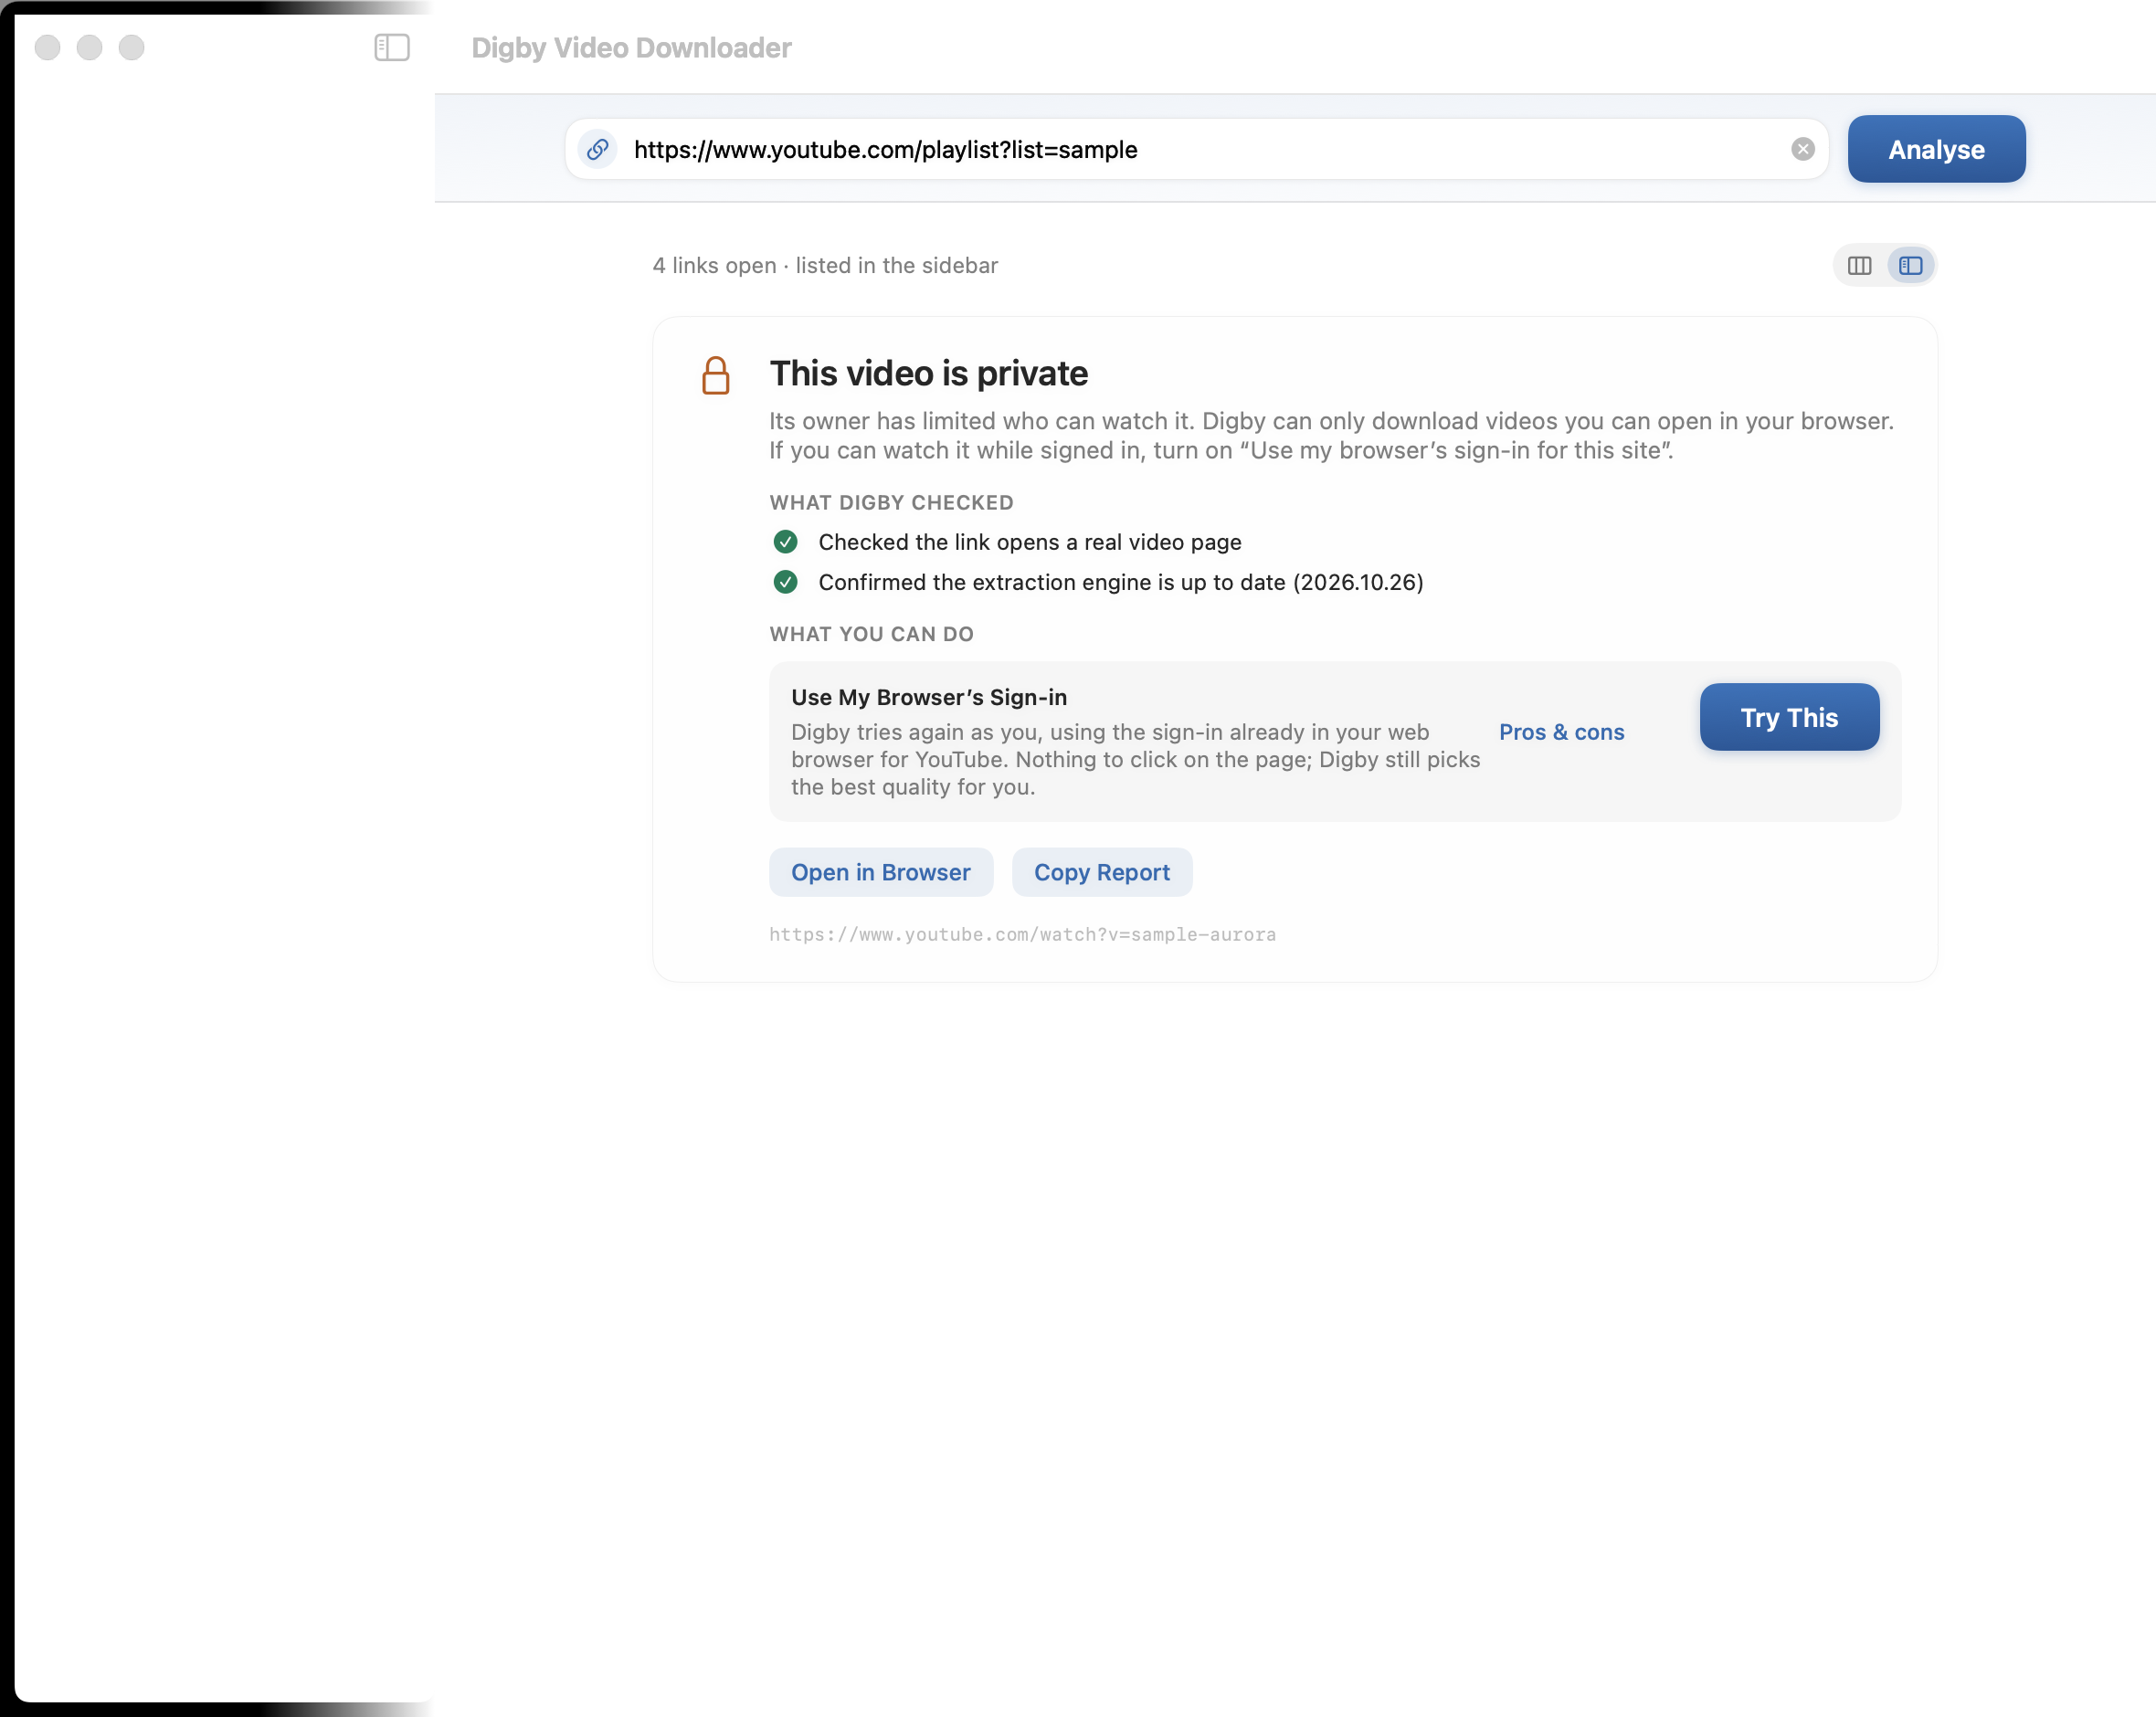 Digby Video Downloader
https://www.youtube.com/playlist?list=sample
Analyse
4 links open · listed in the sidebar
This video is private
Its owner has limited who can watch it. Digby can only download videos you can open in your browser.
If you can watch it while signed in, turn on “Use my browser’s sign-in for this site”.
WHAT DIGBY CHECKED
Checked the link opens a real video page
Confirmed the extraction engine is up to date (2026.10.26)
WHAT YOU CAN DO
Use My Browser’s Sign-in
Digby tries again as you, using the sign-in already in your web
browser for YouTube. Nothing to click on the page; Digby still picks
the best quality for you.
Pros & cons
Try This
Open in Browser
Copy Report
https://www.youtube.com/watch?v=sample-aurora